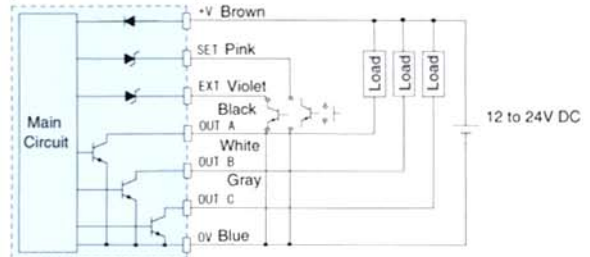 +V Brown
SET Pink
EXT Violet
Black
OUT A
White
OUT B
Gray
OUT C
0V Blue
Main
Circuit
Load
Load
Load
12 to 24V DC